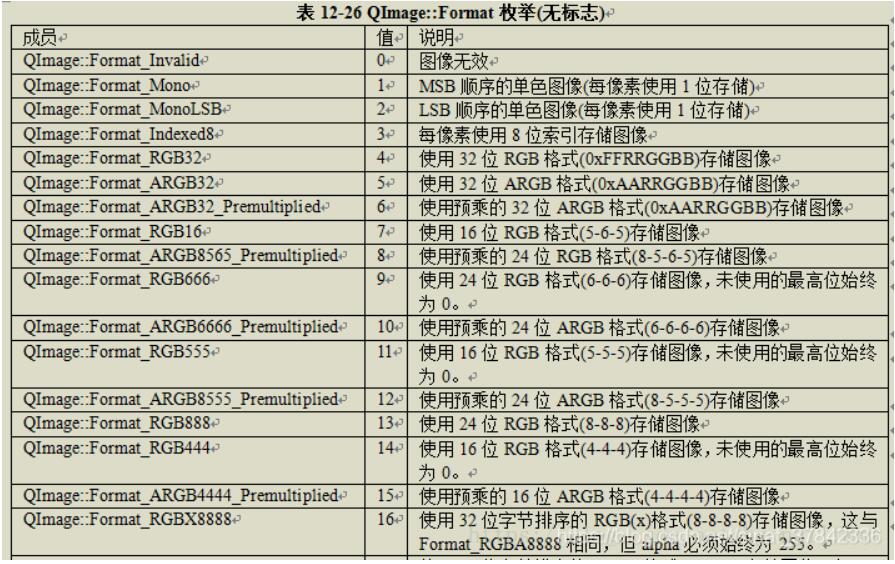 表 12-26 QImage::Format 枚举(无标志)
成员 值 说明
QImage::Format_Invalid 0 图像无效
QImage::Format_Mono 1 MSB 顺序的单色图像(每像素使用 1 位存储)
QImage::Format_MonoLSB 2 LSB 顺序的单色图像(每像素使用 1 位存储)
QImage::Format_Indexed8 3 每像素使用 8 位索引存储图像
QImage::Format_RGB32 4 使用 32 位 RGB 格式(0xFFRRGGBB)存储图像
QImage::Format_ARGB32 5 使用 32 位 ARGB 格式(0xAARRGGBB)存储图像
QImage::Format_ARGB32_Premultiplied 6 使用预乘的 32 位 ARGB 格式(0xAARRGGBB)存储图像
QImage::Format_RGB16 7 使用 16 位 RGB 格式(5-6-5)存储图像
QImage::Format_ARGB8565_Premultiplied 8 使用预乘的 24 位 RGB 格式(8-5-6-5)存储图像
QImage::Format_RGB666 9 使用 24 位 RGB 格式(6-6-6)存储图像，未使用的最高位始终
为 0。
QImage::Format_ARGB6666_Premultiplied 10 使用预乘的 24 位 ARGB 格式(6-6-6-6)存储图像
QImage::Format_RGB555 11 使用 16 位 RGB 格式(5-5-5)存储图像，未使用的最高位始终
为 0。
QImage::Format_ARGB8555_Premultiplied 12 使用预乘的 24 位 ARGB 格式(8-5-5-5)存储图像
QImage::Format_RGB888 13 使用 24 位 RGB 格式(8-8-8)存储图像
QImage::Format_RGB444 14 使用 16 位 RGB 格式(4-4-4)存储图像，未使用的最高位始终
为 0。
QImage::Format_ARGB4444_Premultiplied 15 使用预乘的 16 位 ARGB 格式(4-4-4-4)存储图像
QImage::Format_RGBX8888 16 使用 32 位字节排序的 RGB(x)格式(8-8-8-8)存储图像，这与
Format_RGBA8888 相同，但 alpha 必须始终为 255。